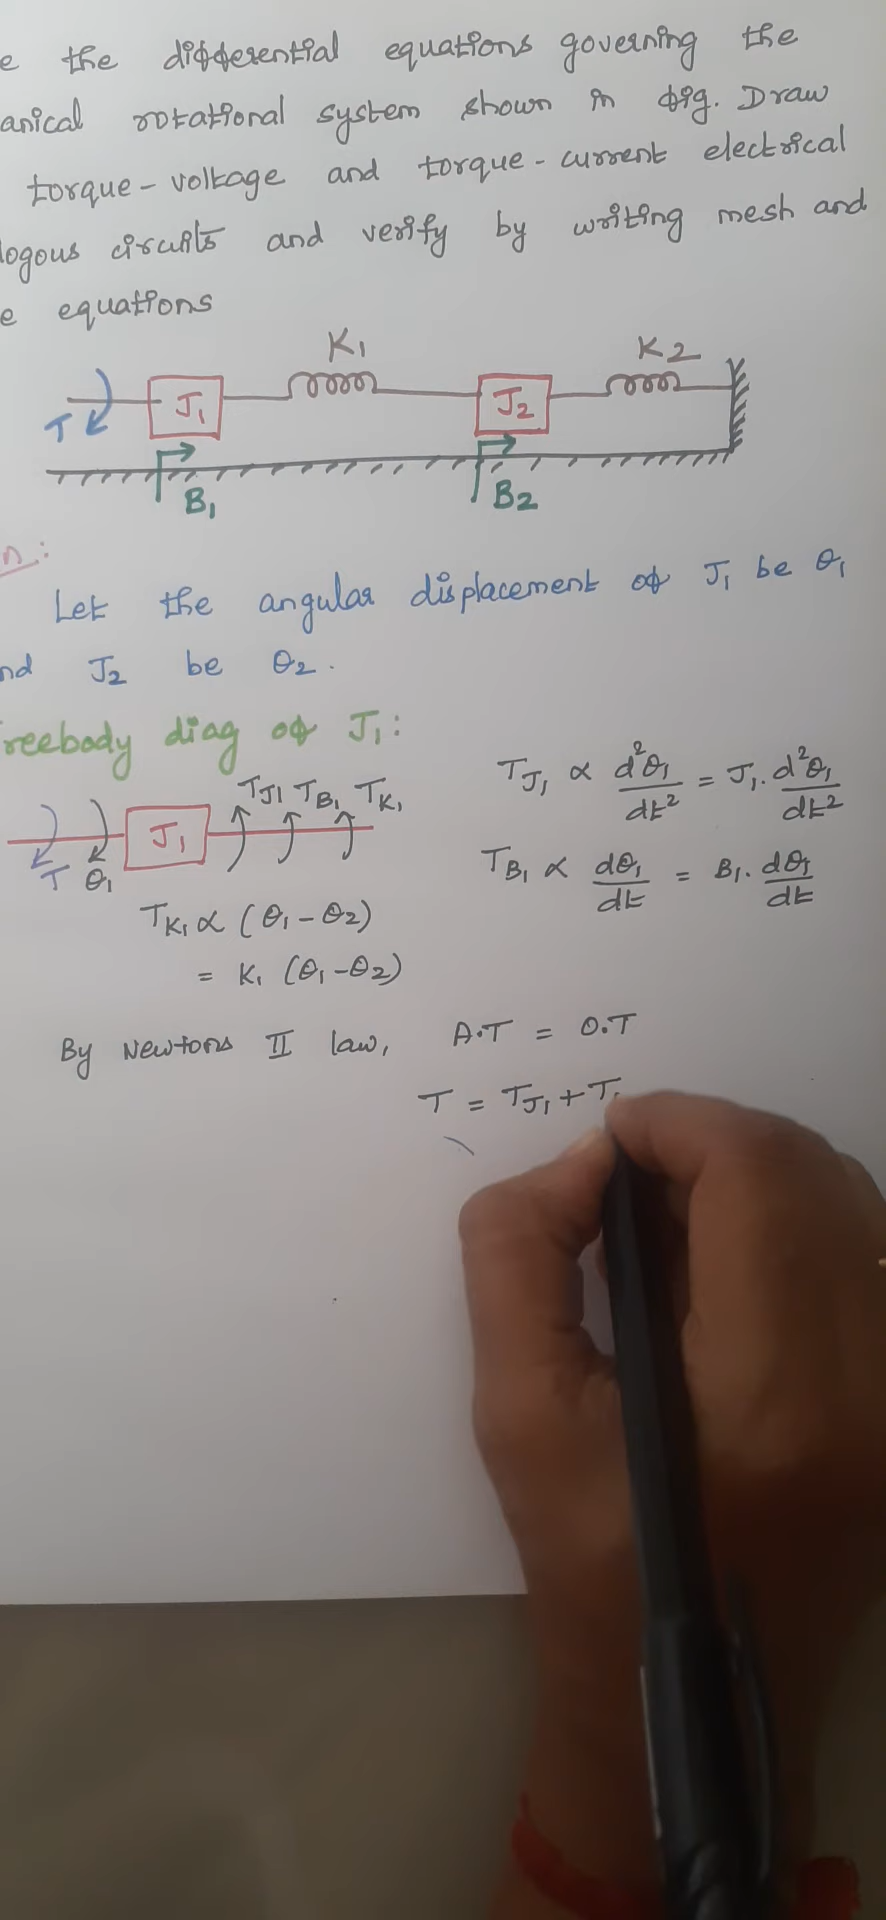 e the differential equations governing the
anical rotational system shown in fig. Draw
torque-voltage and torque-current electrical
logous circuits and verify by writing mesh and
e equations
K1 K2
T J1 J2
B1 B2
n:
Let the angular displacement of J1 be θ1
nd J2 be θ2.
reebody diag of J1:
TJ1 TB1 TK1
T θ1 J1
TJ1 ∝ d²θ1/dt² = J1. d²θ1/dt²
TB1 ∝ dθ1/dt = B1. dθ1/dt
TK1 ∝ (θ1-θ2)
= K1 (θ1-θ2)
By Newtons II law, A.T = O.T
T = TJ1 + T